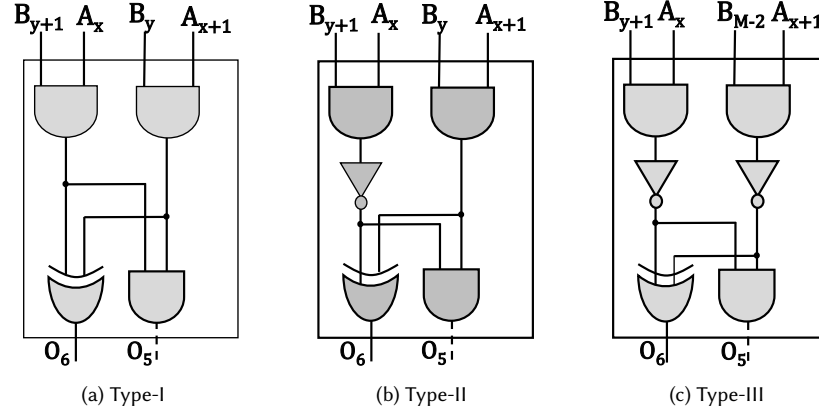 B_{y+1} A_x B_y A_{x+1} B_{y+1} A_x B_y A_{x+1} B_{y+1} A_x B_{M-2} A_{x+1}
O_6 O_5 O_6 O_5 O_6 O_5
(a) Type-I (b) Type-II (c) Type-III